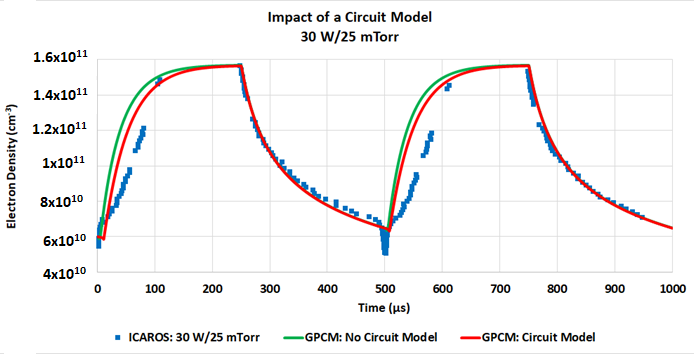 Impact of a Circuit Model
30 W/25 mTorr
Electron Density (cm⁻³)
1.6x10¹¹
1.4x10¹¹
1.2x10¹¹
1x10¹¹
8x10¹⁰
6x10¹⁰
4x10¹⁰
0 100 200 300 400 500 600 700 800 900 1000
Time (µs)
ICAROS: 30 W/25 mTorr GPCM: No Circuit Model GPCM: Circuit Model